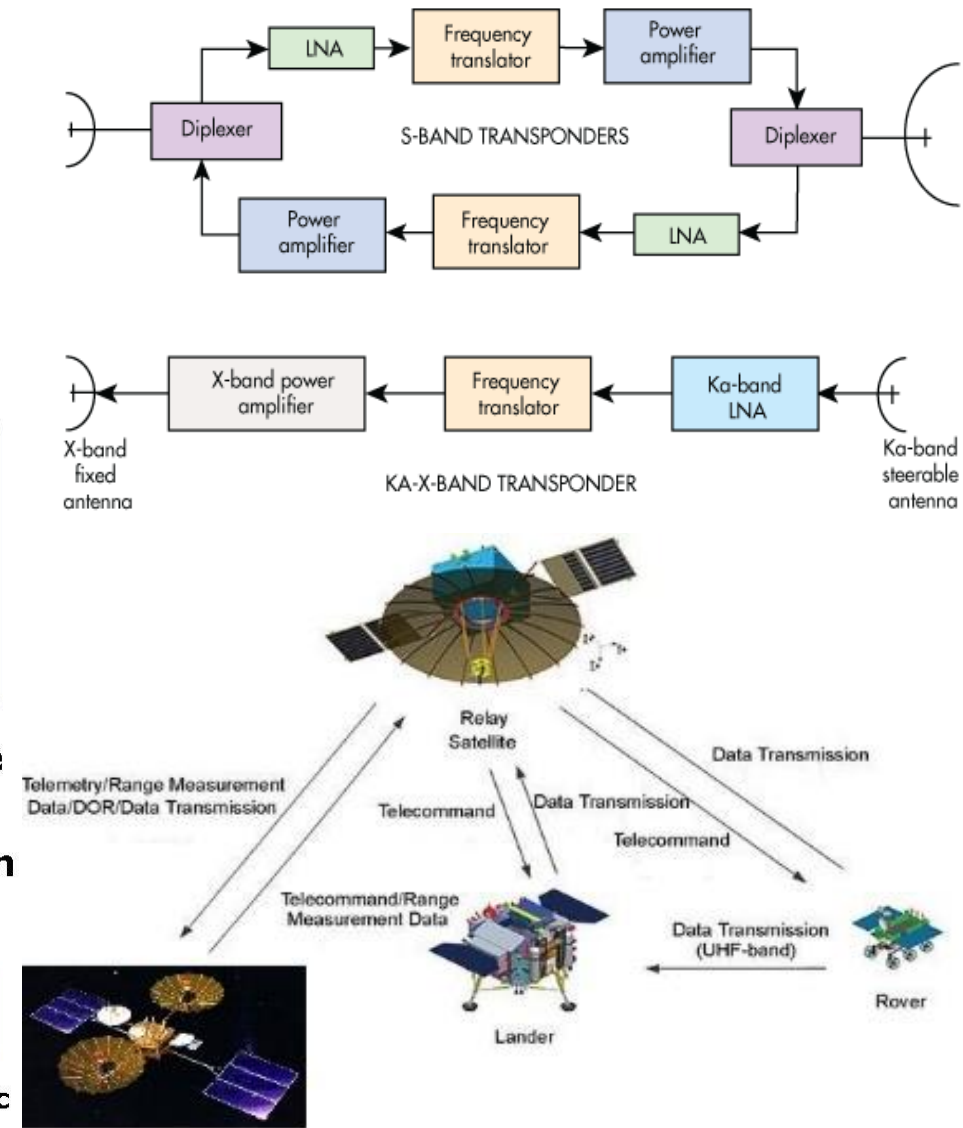 LNA
Frequency
translator
Power
amplifier
Diplexer
S-BAND TRANSPONDERS
Diplexer
Power
amplifier
Frequency
translator
LNA
X-band power
amplifier
Frequency
translator
Ka-band
LNA
X-band
fixed
antenna
Ka-band
steerable
antenna
KA-X-BAND TRANSPONDER
Relay
Satellite
Telemetry/Range Measurement
Data/DOR/Data Transmission
Telecommand
Data Transmission
Data Transmission
Telecommand
Telecommand/Range
Measurement Data
Data Transmission
(UHF-band)
Lander
Rover
n
c